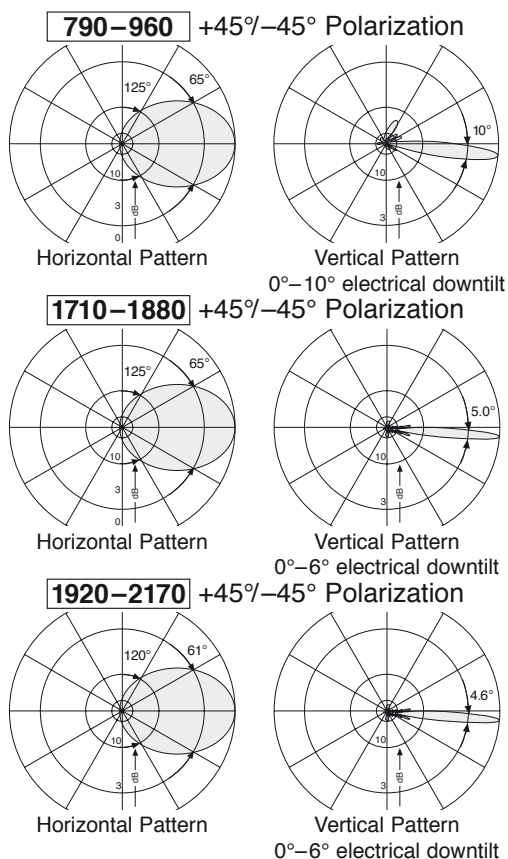 790–960 +45°/–45° Polarization
125° 65° 10°
10 10
3 dB 3 dB
0
Horizontal Pattern Vertical Pattern
0°–10° electrical downtilt
1710–1880 +45°/–45° Polarization
125° 65° 5.0°
10 10
3 dB 3 dB
0
Horizontal Pattern Vertical Pattern
0°–6° electrical downtilt
1920–2170 +45°/–45° Polarization
120° 61° 4.6°
10 10
3 dB 3 dB
Horizontal Pattern Vertical Pattern
0°–6° electrical downtilt